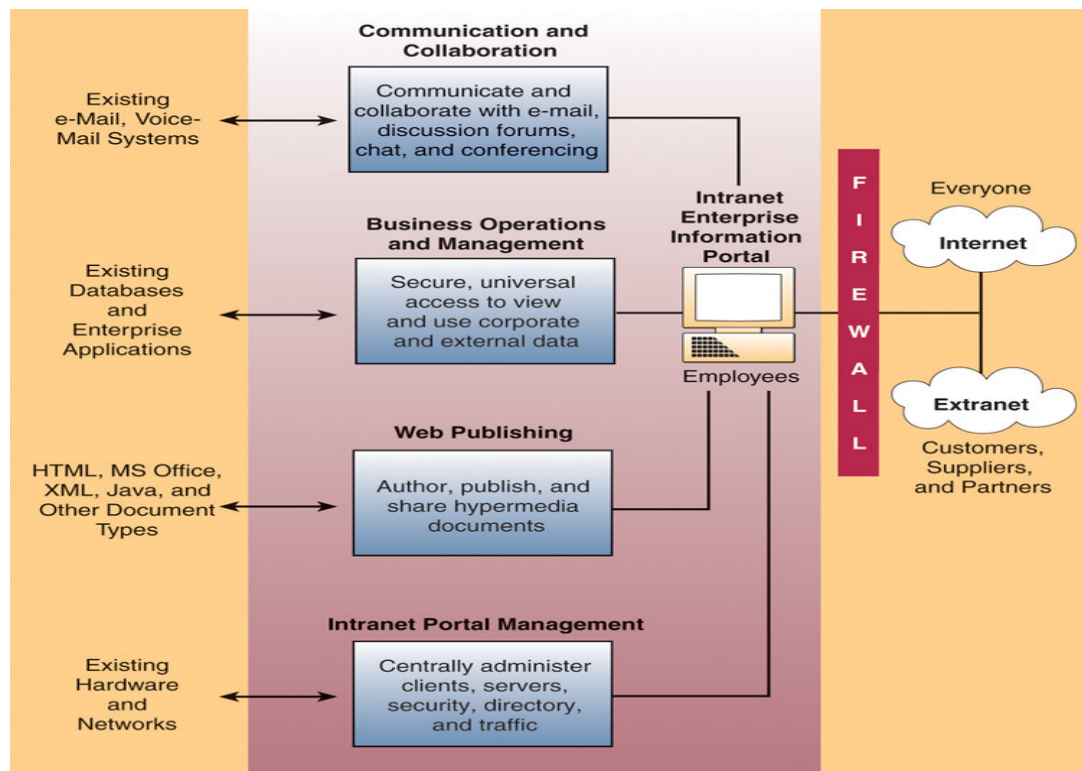 Communication and
Collaboration
Existing
e-Mail, Voice-
Mail Systems
Communicate and
collaborate with e-mail,
discussion forums,
chat, and conferencing
Business Operations
and Management
Existing
Databases
and
Enterprise
Applications
Secure, universal
access to view
and use corporate
and external data
Web Publishing
HTML, MS Office,
XML, Java, and
Other Document
Types
Author, publish, and
share hypermedia
documents
Intranet Portal Management
Existing
Hardware
and
Networks
Centrally administer
clients, servers,
security, directory,
and traffic
Intranet
Enterprise
Information
Portal
Employees
F
I
R
E
W
A
L
L
Everyone
Internet
Extranet
Customers,
Suppliers,
and Partners